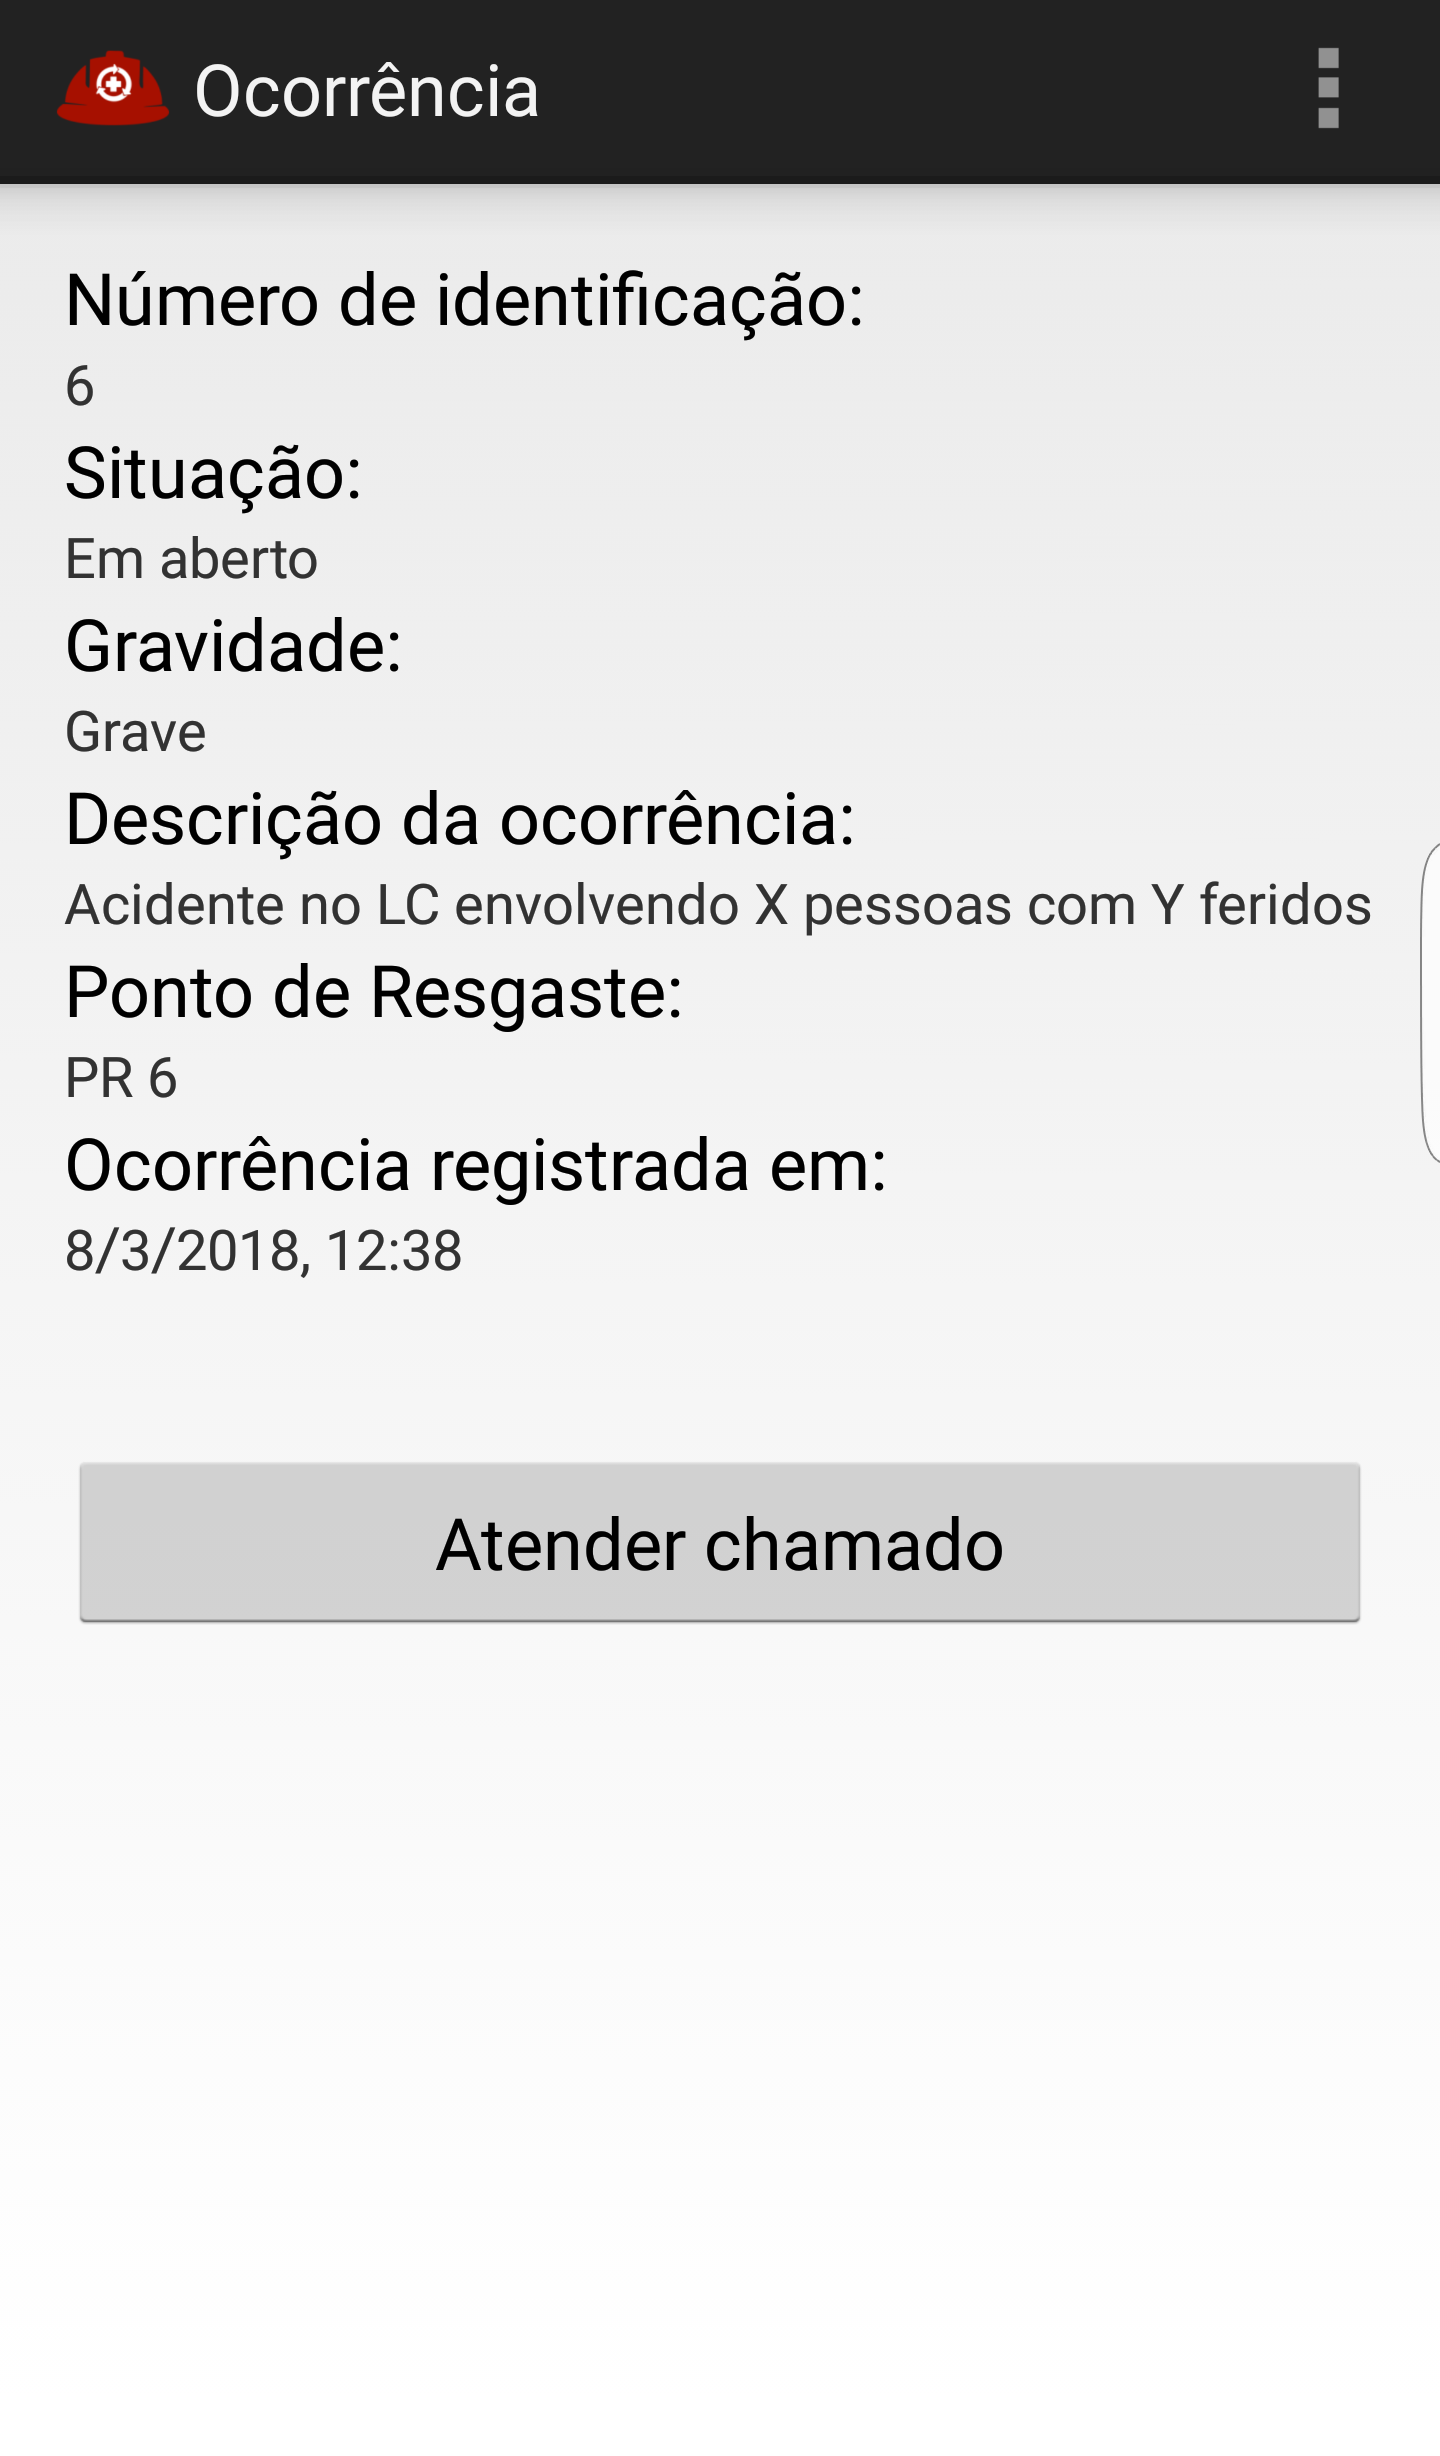 Ocorrência
Número de identificação:
6
Situação:
Em aberto
Gravidade:
Grave
Descrição da ocorrência:
Acidente no LC envolvendo X pessoas com Y feridos
Ponto de Resgaste:
PR 6
Ocorrência registrada em:
8/3/2018, 12:38
Atender chamado